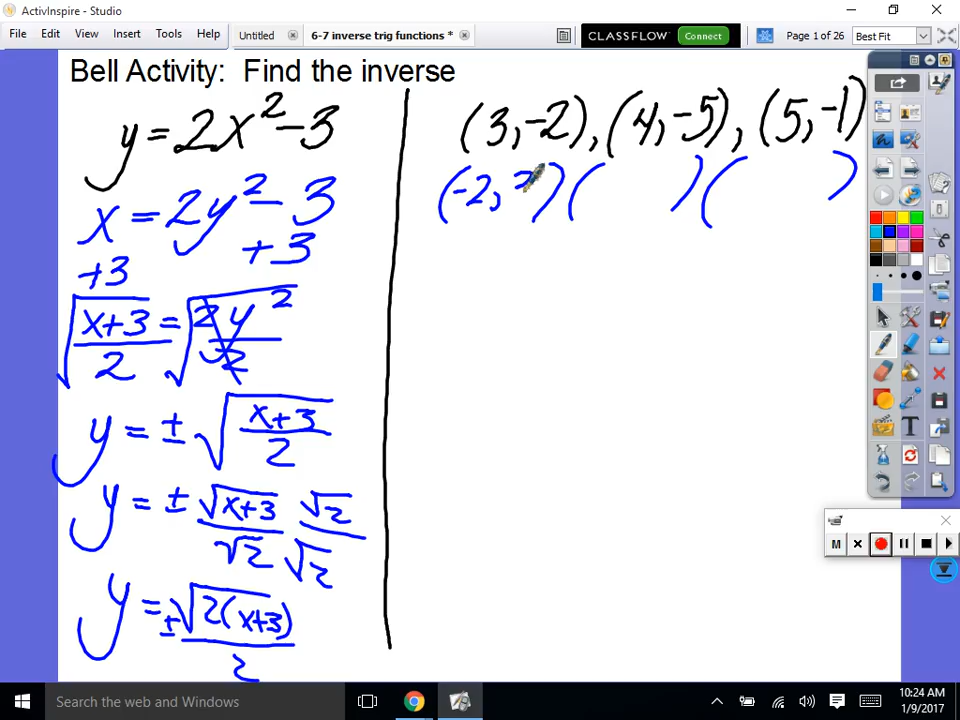 ActivInspire - Studio
File Edit View Insert Tools Untitled 6-7 inverse trig functions * CLASSFLOW Connect Page 1 of 26 Best Fit
Bell Activity: Find the inverse
y = 2x² - 3
x = 2y² - 3
+3 +3
√(x+3)/2 = √2y²/2
y = ± √(x+3)/2
y = ± √x+3/√2 √2/√2
y = ±√2(x+3)/2
(3, -2), (4, -5), (5, -1)
(-2, ) ( ) ( )
M
Search the web and Windows
10:24 AM
1/9/2017